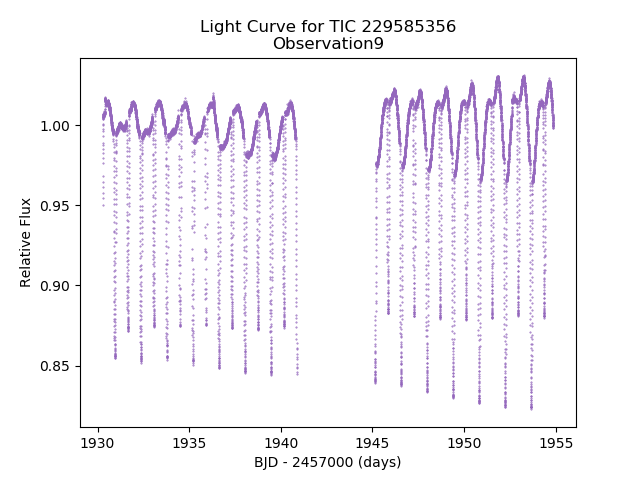 Light Curve for TIC 229585356
Observation9
Relative Flux
1.00
0.95
0.90
0.85
1930
1935
1940
1945
1950
1955
BJD - 2457000 (days)